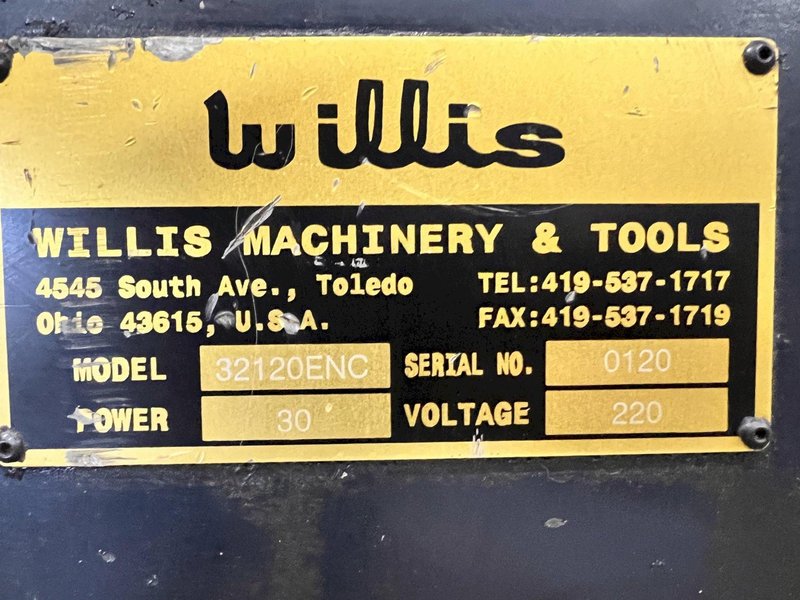 Willis
WILLIS MACHINERY & TOOLS
4545 South Ave., Toledo TEL:419-537-1717
Ohio 43615, U.S.A. FAX:419-537-1719
MODEL 32120ENC SERIAL NO. 0120
POWER 30 VOLTAGE 220